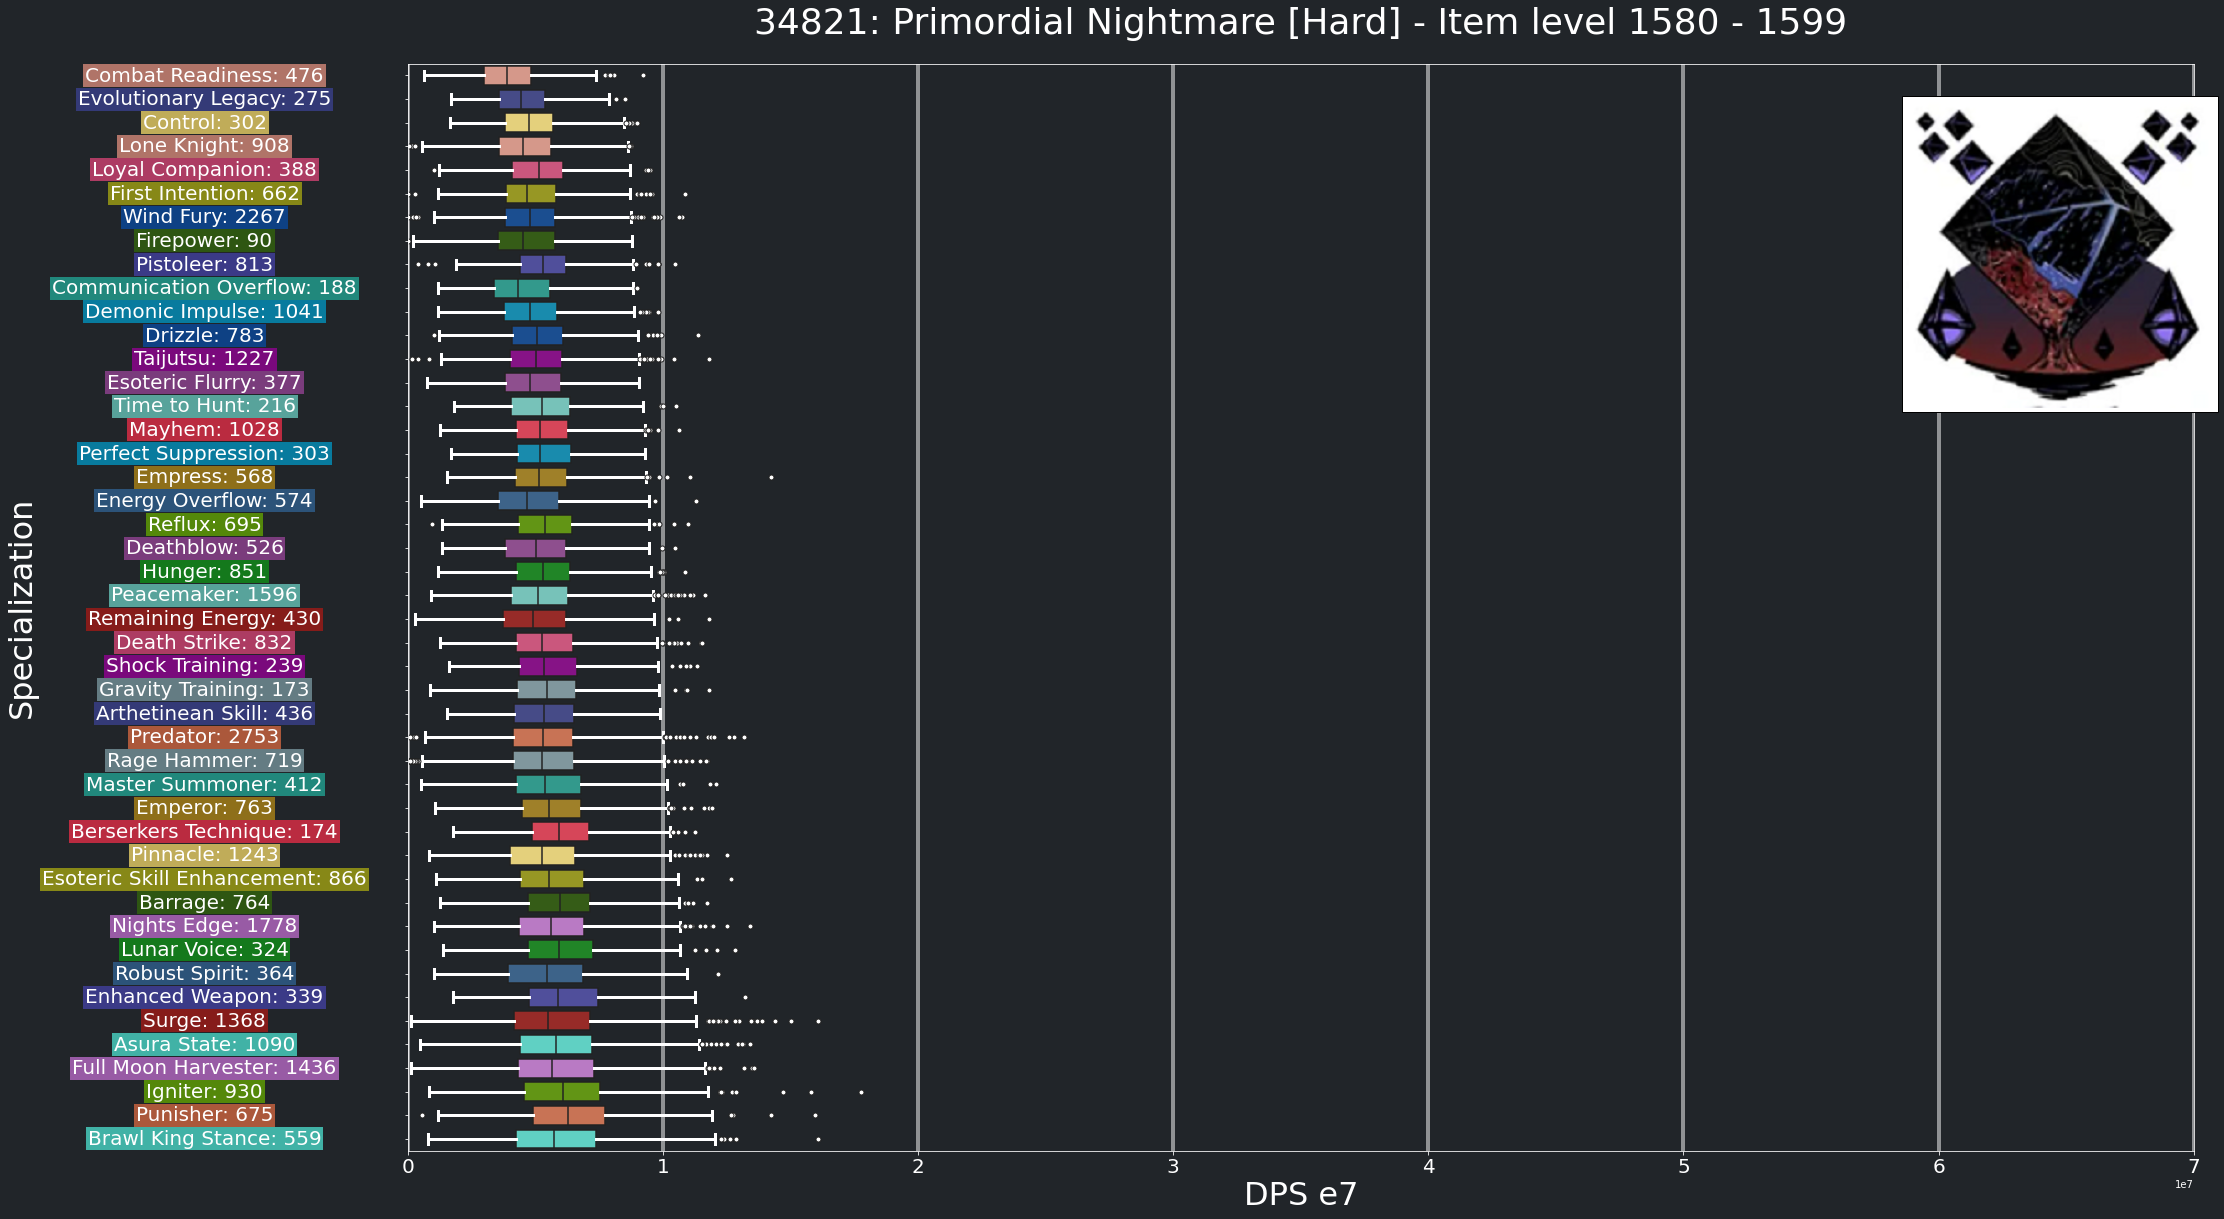 34821: Primordial Nightmare [Hard] - Item level 1580 - 1599
Combat Readiness: 476
Evolutionary Legacy: 275
Control: 302
Lone Knight: 908
Loyal Companion: 388
First Intention: 662
Wind Fury: 2267
Firepower: 90
Pistoleer: 813
Communication Overflow: 188
Demonic Impulse: 1041
Drizzle: 783
Taijutsu: 1227
Esoteric Flurry: 377
Time to Hunt: 216
Mayhem: 1028
Perfect Suppression: 303
Empress: 568
Energy Overflow: 574
Reflux: 695
Deathblow: 526
Hunger: 851
Peacemaker: 1596
Remaining Energy: 430
Death Strike: 832
Shock Training: 239
Gravity Training: 173
Arthetinean Skill: 436
Predator: 2753
Rage Hammer: 719
Master Summoner: 412
Emperor: 763
Berserkers Technique: 174
Pinnacle: 1243
Esoteric Skill Enhancement: 866
Barrage: 764
Nights Edge: 1778
Lunar Voice: 324
Robust Spirit: 364
Enhanced Weapon: 339
Surge: 1368
Asura State: 1090
Full Moon Harvester: 1436
Igniter: 930
Punisher: 675
Brawl King Stance: 559
Specialization
0 1 2 3 4 5 6 7
1e7
DPS e7